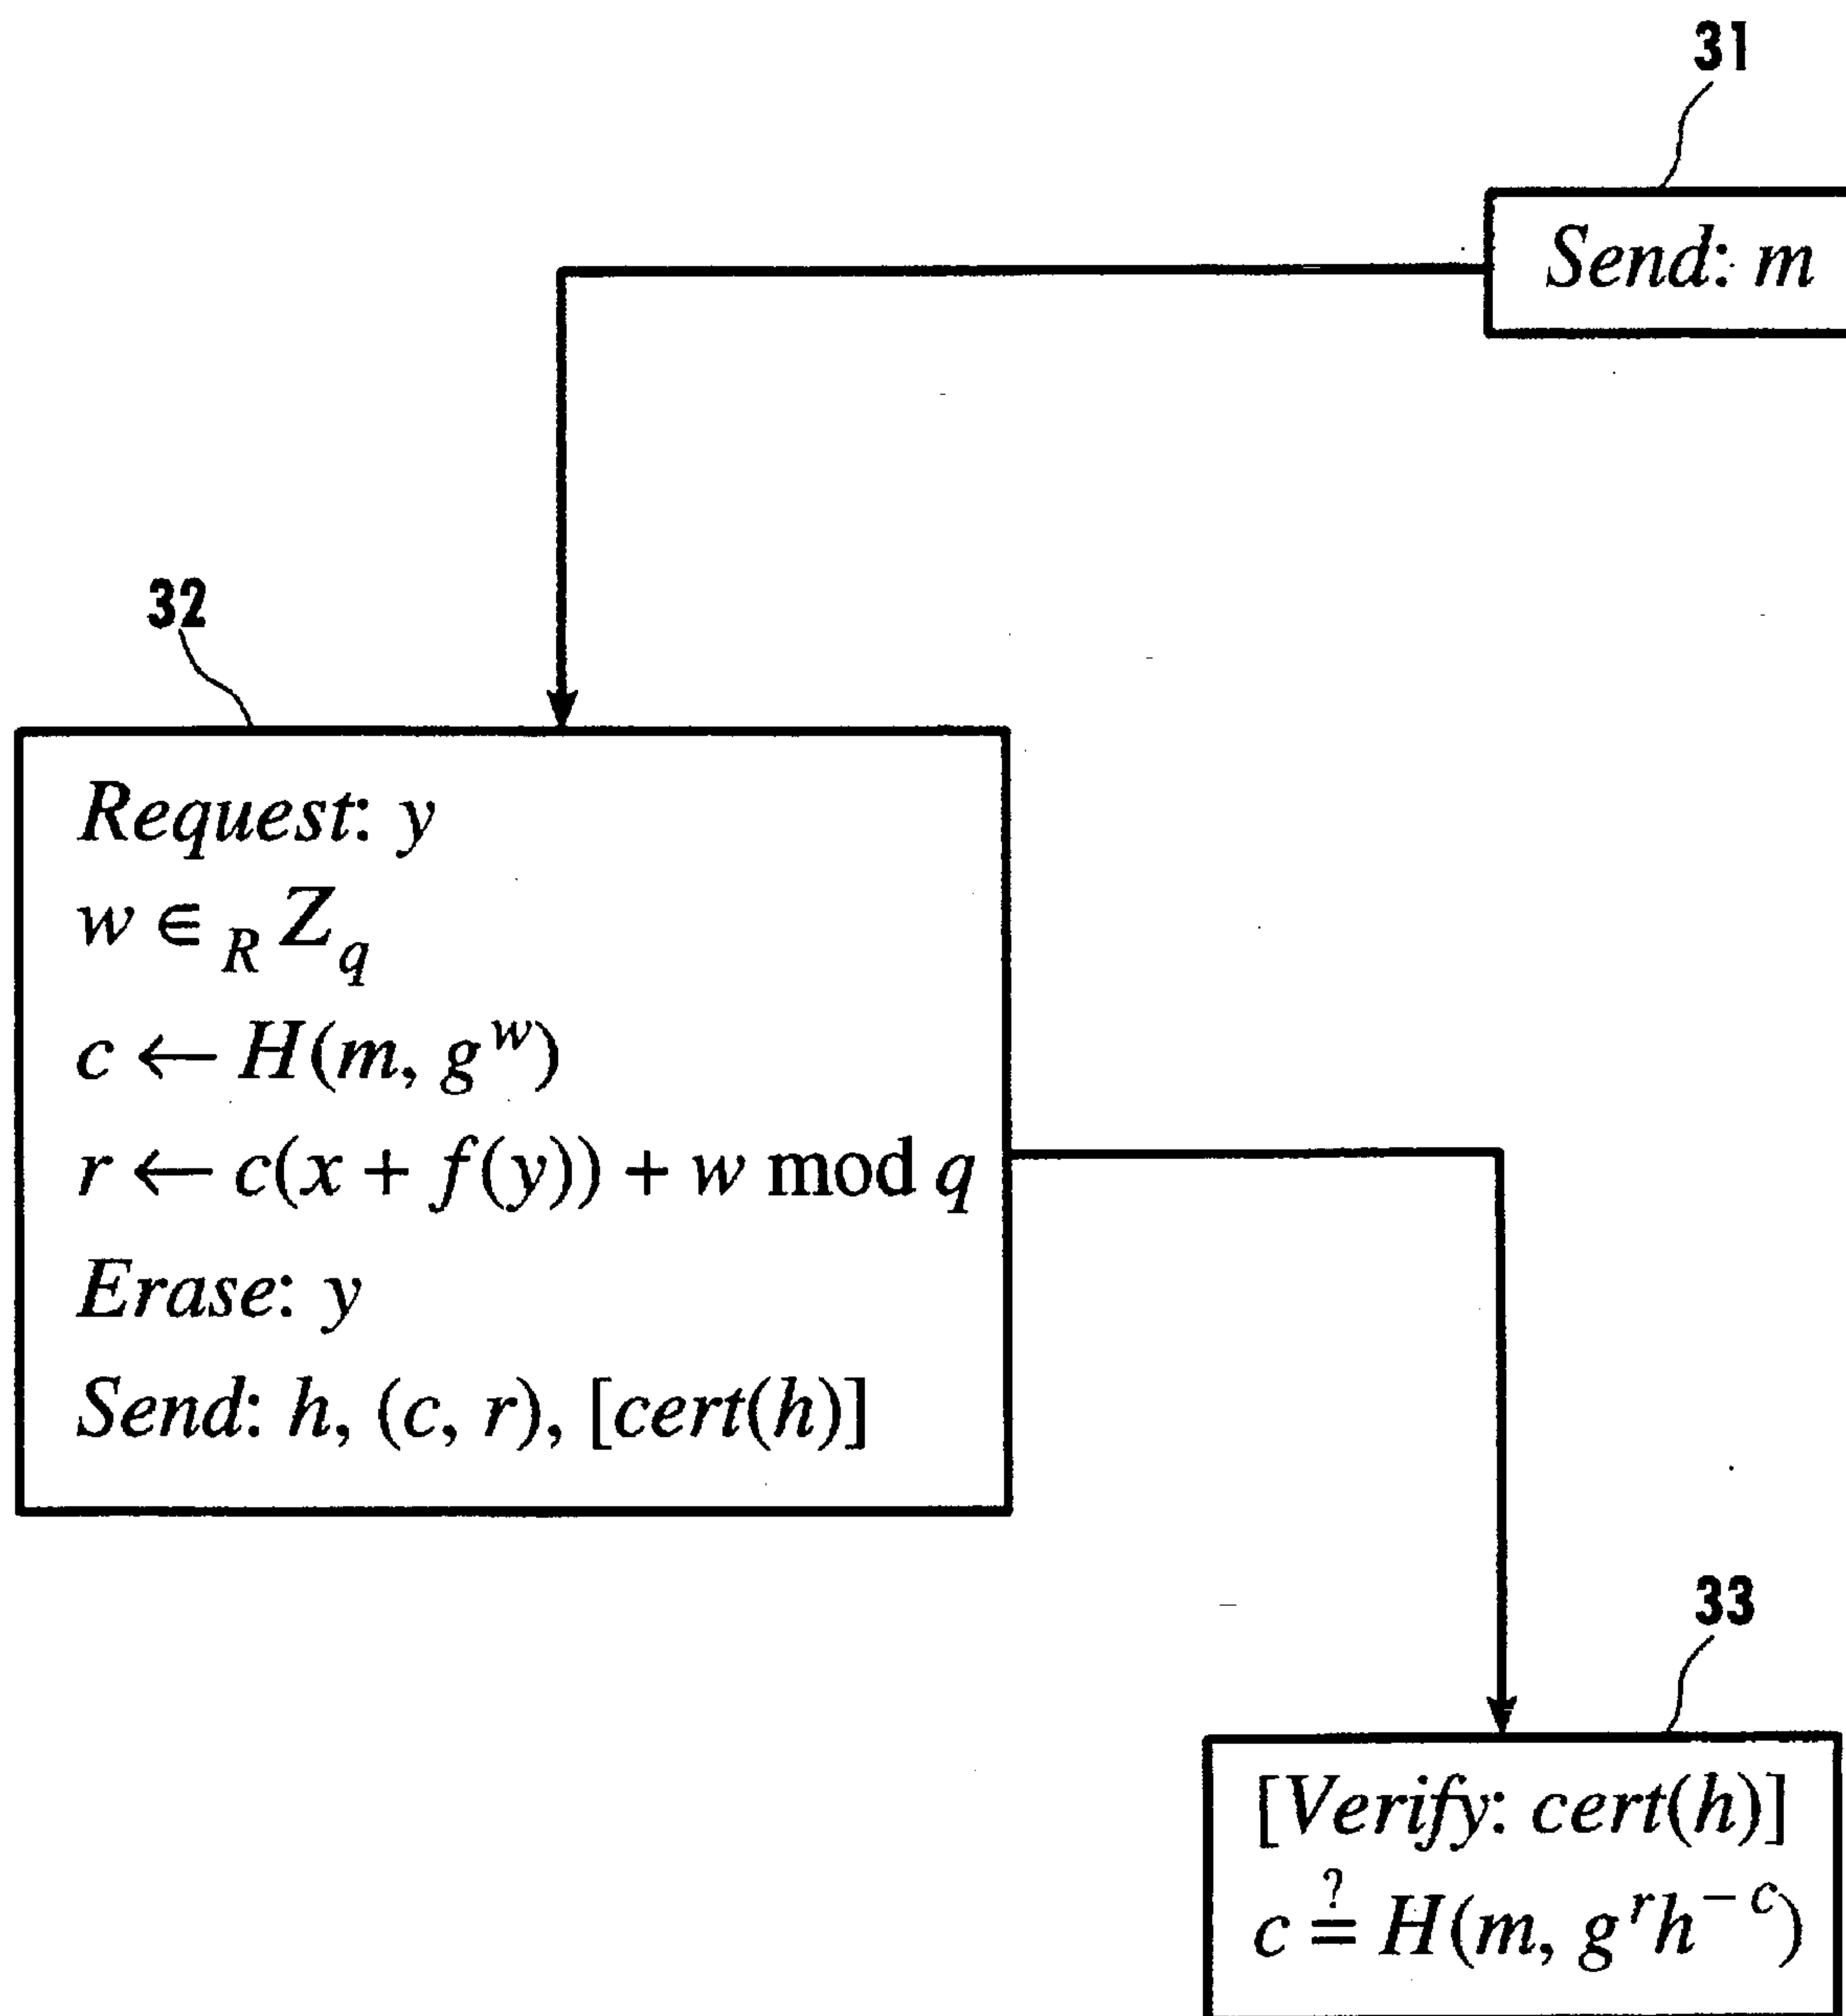 31
Send: m
32
Request: y
w ∈_R Z_q
c ← H(m, g^w)
r ← c(x + f(y)) + w mod q
Erase: y
Send: h, (c, r), [cert(h)]
33
[Verify: cert(h)]
c ≟ H(m, g^r h^{-c})